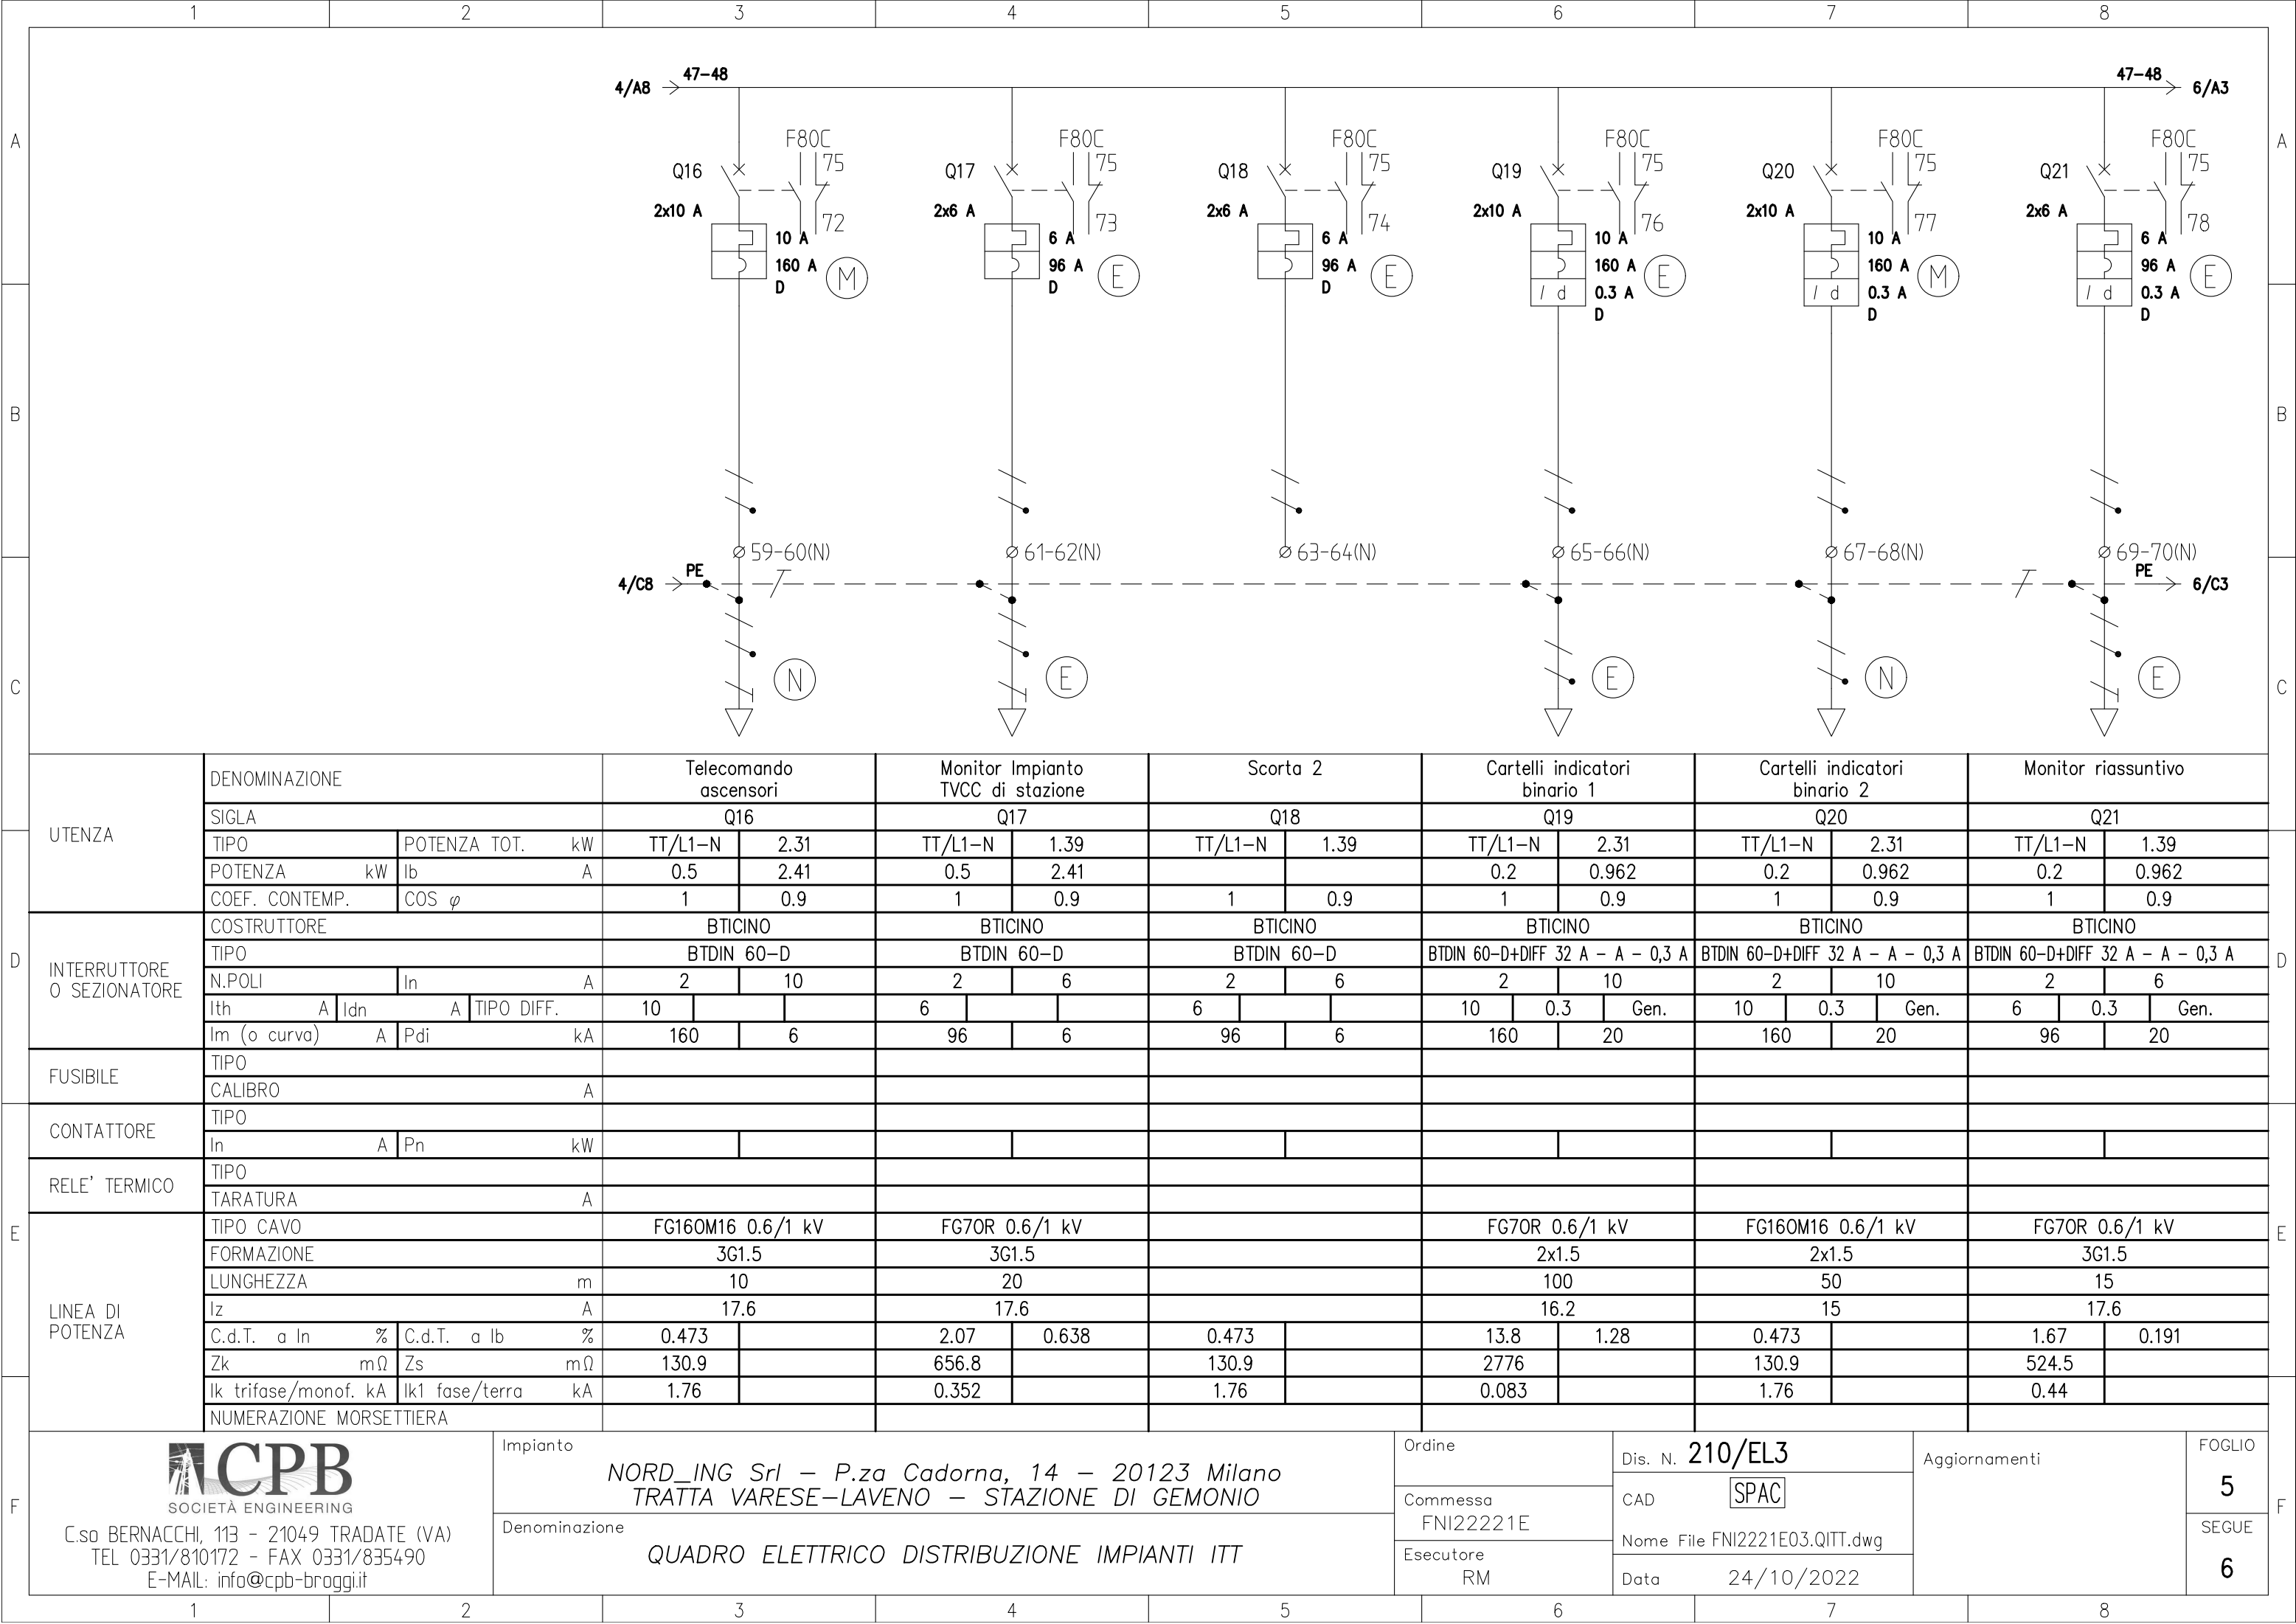 1 2 3 4 5 6 7 8
47-48 47-48
4/A8 6/A3
A A
F80C F80C F80C F80C F80C F80C
75 75 75 75 75 75
Q16 Q17 Q18 Q19 Q20 Q21
2x10 A 2x6 A 2x6 A 2x10 A 2x10 A 2x6 A
72 73 74 76 77 78
10 A 6 A 6 A 10 A 10 A 6 A
160 A M 96 A E 96 A E 160 A E 160 A M 96 A E
D D D I d 0.3 A I d 0.3 A I d 0.3 A
D D D
B B
59-60(N) 61-62(N) 63-64(N) 65-66(N) 67-68(N) 69-70(N)
4/C8 PE PE 6/C3
N E E N E
C C
UTENZA
DENOMINAZIONE Telecomando ascensori Monitor Impianto TVCC di stazione Scorta 2 Cartelli indicatori binario 1 Cartelli indicatori binario 2 Monitor riassuntivo
SIGLA Q16 Q17 Q18 Q19 Q20 Q21
TIPO POTENZA TOT. kW TT/L1-N 2.31 TT/L1-N 1.39 TT/L1-N 1.39 TT/L1-N 2.31 TT/L1-N 2.31 TT/L1-N 1.39
POTENZA kW Ib A 0.5 2.41 0.5 2.41 0.2 0.962 0.2 0.962 0.2 0.962
COEF. CONTEMP. COS φ 1 0.9 1 0.9 1 0.9 1 0.9 1 0.9 1 0.9
D D
INTERRUTTORE
O SEZIONATORE
COSTRUTTORE BTICINO BTICINO BTICINO BTICINO BTICINO BTICINO
TIPO BTDIN 60-D BTDIN 60-D BTDIN 60-D BTDIN 60-D+DIFF 32 A - A - 0,3 A BTDIN 60-D+DIFF 32 A - A - 0,3 A BTDIN 60-D+DIFF 32 A - A - 0,3 A
N.POLI In A 2 10 2 6 2 6 2 10 2 10 2 6
Ith A Idn A TIPO DIFF. 10 6 6 10 0.3 Gen. 10 0.3 Gen. 6 0.3 Gen.
Im (o curva) A Pdi kA 160 6 96 6 96 6 160 20 160 20 96 20
FUSIBILE
TIPO
CALIBRO A
CONTATTORE
TIPO
In A Pn kW
RELE' TERMICO
TIPO
TARATURA A
E E
LINEA DI
POTENZA
TIPO CAVO FG16OM16 0.6/1 kV FG7OR 0.6/1 kV FG7OR 0.6/1 kV FG16OM16 0.6/1 kV FG7OR 0.6/1 kV
FORMAZIONE 3G1.5 3G1.5 2x1.5 2x1.5 3G1.5
LUNGHEZZA m 10 20 100 50 15
Iz A 17.6 17.6 16.2 15 17.6
C.d.T. a In % C.d.T. a Ib % 0.473 2.07 0.638 0.473 13.8 1.28 0.473 1.67 0.191
Zk mΩ Zs mΩ 130.9 656.8 130.9 2776 130.9 524.5
Ik trifase/monof. kA Ik1 fase/terra kA 1.76 0.352 1.76 0.083 1.76 0.44
NUMERAZIONE MORSETTIERA
F F
CPB
SOCIETÀ ENGINEERING
C.so BERNACCHI, 113 - 21049 TRADATE (VA)
TEL 0331/810172 - FAX 0331/835490
E-MAIL: info@cpb-broggi.it
Impianto
NORD_ING Srl - P.za Cadorna, 14 - 20123 Milano
TRATTA VARESE-LAVENO - STAZIONE DI GEMONIO
Denominazione
QUADRO ELETTRICO DISTRIBUZIONE IMPIANTI ITT
Ordine
Commessa
FNI22221E
Esecutore
RM
Dis. N. 210/EL3
CAD SPAC
Nome File FNI2221E03.QITT.dwg
Data 24/10/2022
Aggiornamenti
FOGLIO
5
SEGUE
6
1 2 3 4 5 6 7 8